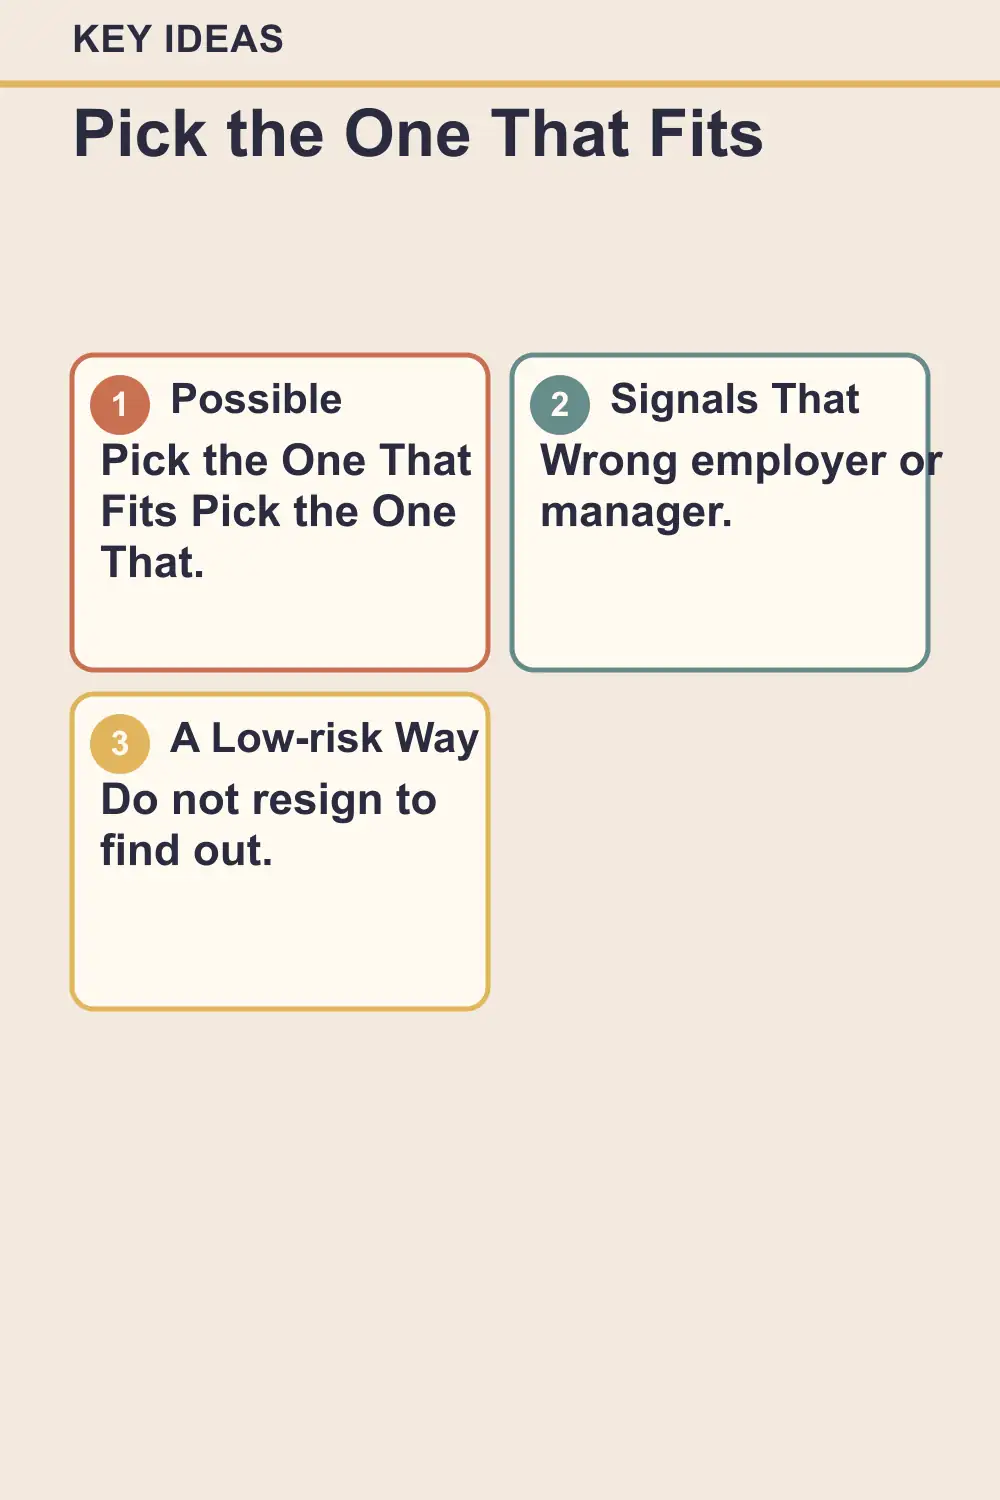 KEY IDEAS
Pick the One That Fits
1 Possible
Pick the One That
Fits Pick the One
That.
2 Signals That
Wrong employer or
manager.
3 A Low-risk Way
Do not resign to
find out.